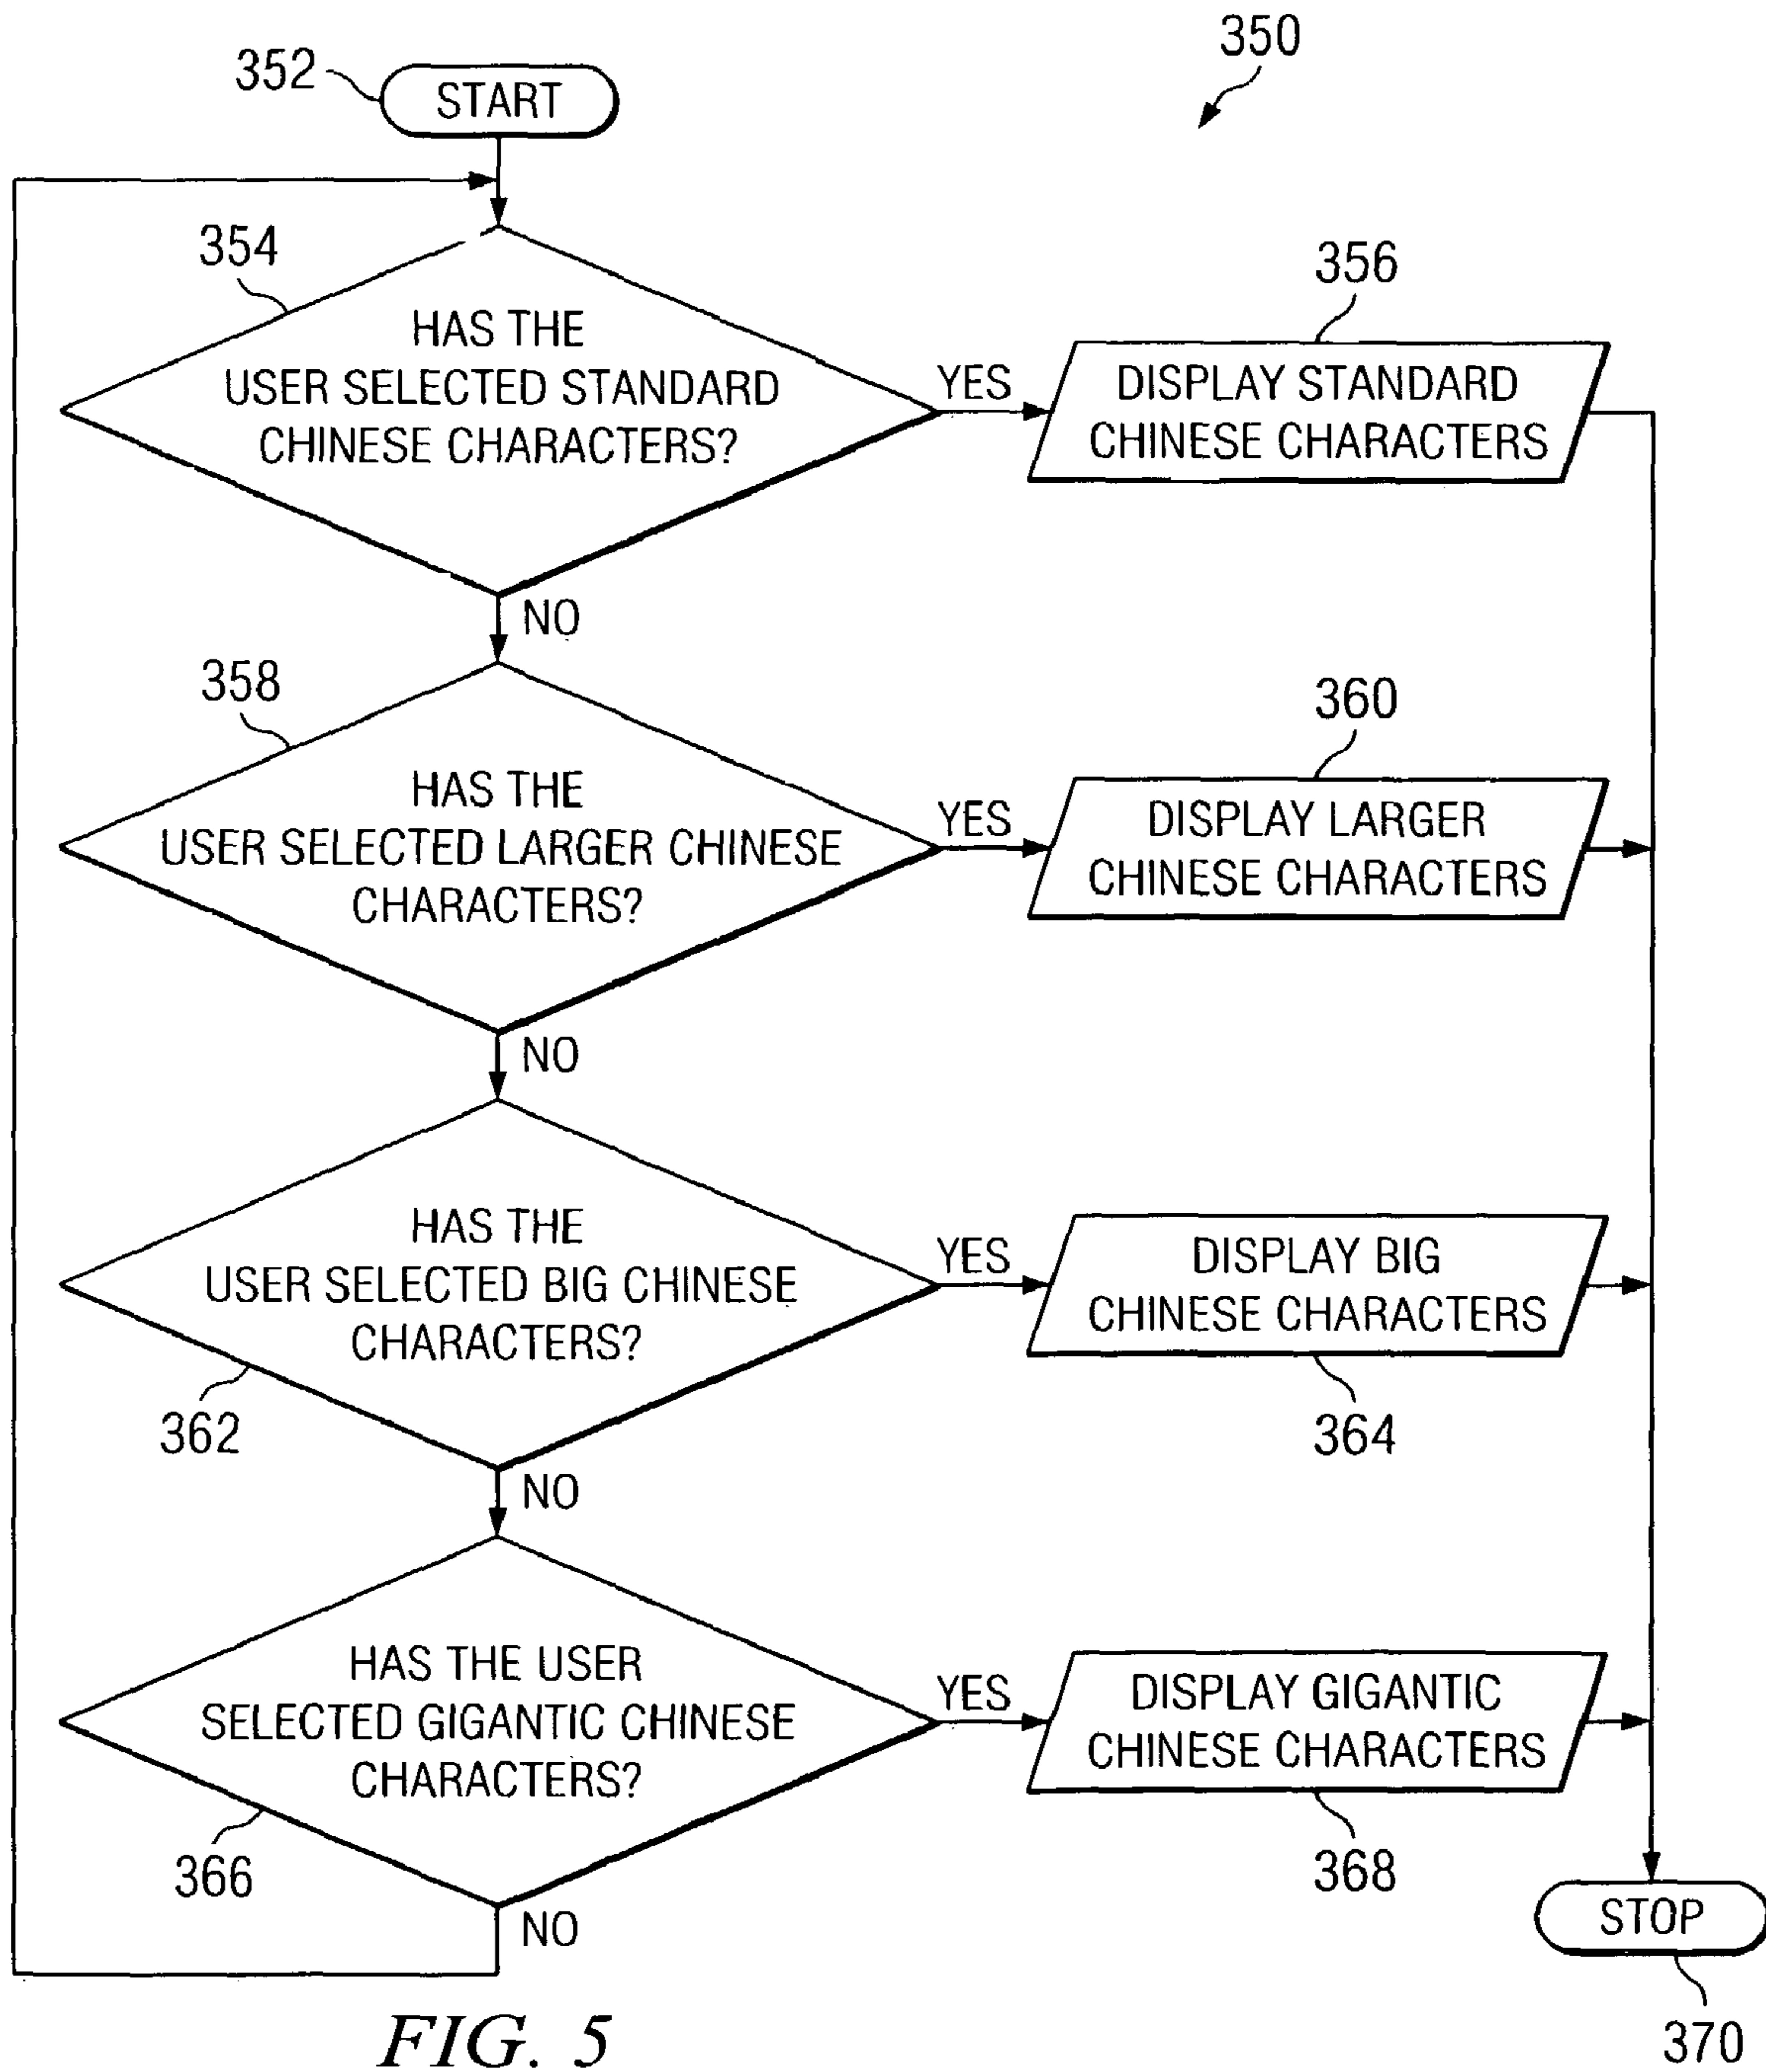 350
352
START
354
HAS THE
USER SELECTED STANDARD
CHINESE CHARACTERS?
YES
356
DISPLAY STANDARD
CHINESE CHARACTERS
NO
358
HAS THE
USER SELECTED LARGER CHINESE
CHARACTERS?
YES
360
DISPLAY LARGER
CHINESE CHARACTERS
NO
HAS THE
USER SELECTED BIG CHINESE
CHARACTERS?
362
YES
DISPLAY BIG
CHINESE CHARACTERS
364
NO
HAS THE USER
SELECTED GIGANTIC CHINESE
CHARACTERS?
366
YES
DISPLAY GIGANTIC
CHINESE CHARACTERS
368
NO
STOP
370
FIG. 5